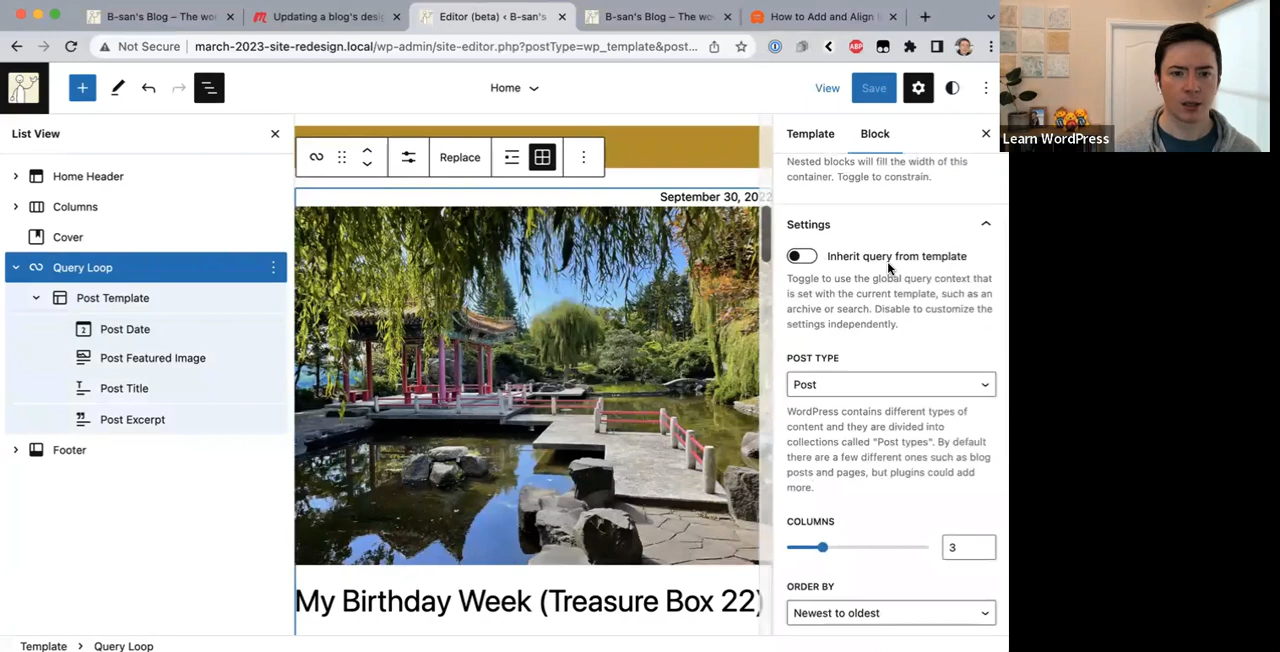 B-san's Blog – The wo
Updating a blog's desi
Editor (beta) ‹ B-san's
B-san's Blog – The wo
How to Add and Align I
Not Secure
march-2023-site-redesign.local/wp-admin/site-editor.php?postType=wp_template&post...
ABP
Home
View
Save
List View
Template
Block
Learn WordPress
Home Header
Columns
Cover
Query Loop
Post Template
Post Date
Post Featured Image
Post Title
Post Excerpt
Footer
Replace
September 30, 2022
My Birthday Week (Treasure Box 22)
Nested blocks will fill the width of this
container. Toggle to constrain.
Settings
Inherit query from template
Toggle to use the global query context that
is set with the current template, such as an
archive or search. Disable to customize the
settings independently.
POST TYPE
Post
WordPress contains different types of
content and they are divided into
collections called "Post types". By default
there are a few different ones such as blog
posts and pages, but plugins could add
more.
COLUMNS
3
ORDER BY
Newest to oldest
Template
Query Loop